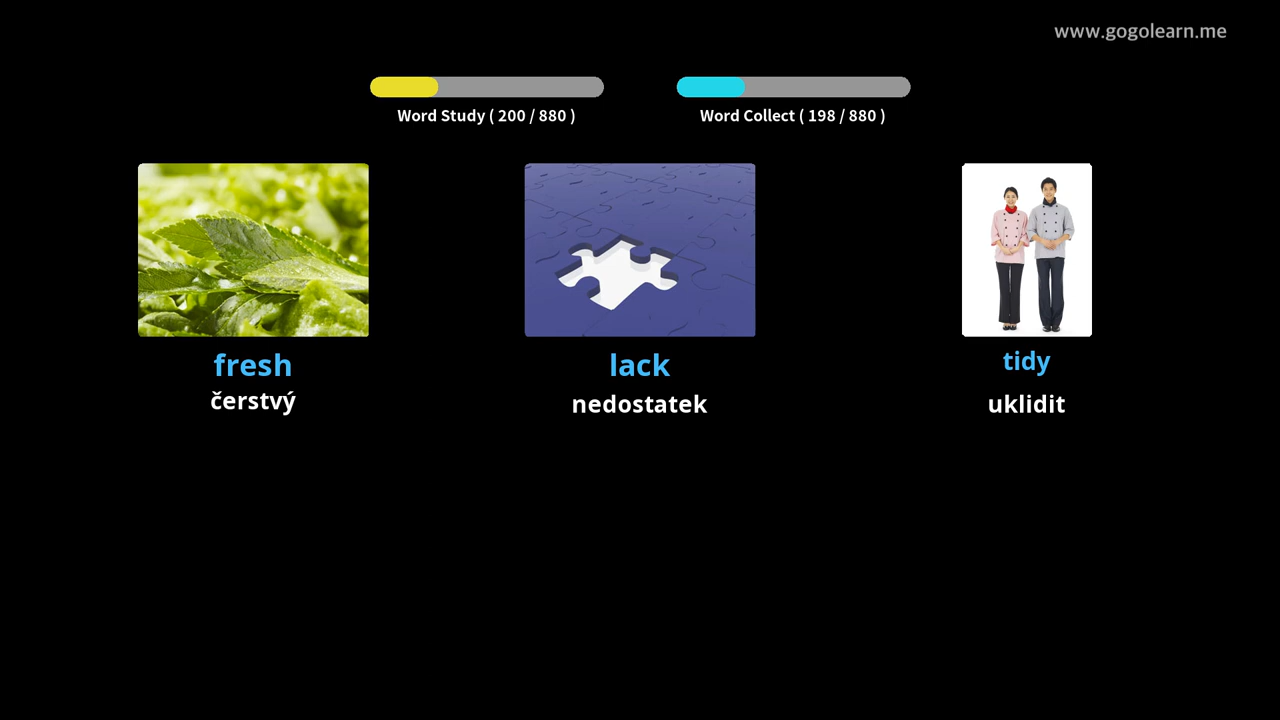 www.gogolearn.me
Word Study ( 200 / 880 )
Word Collect ( 198 / 880 )
fresh
čerstvý
lack
nedostatek
tidy
uklidit